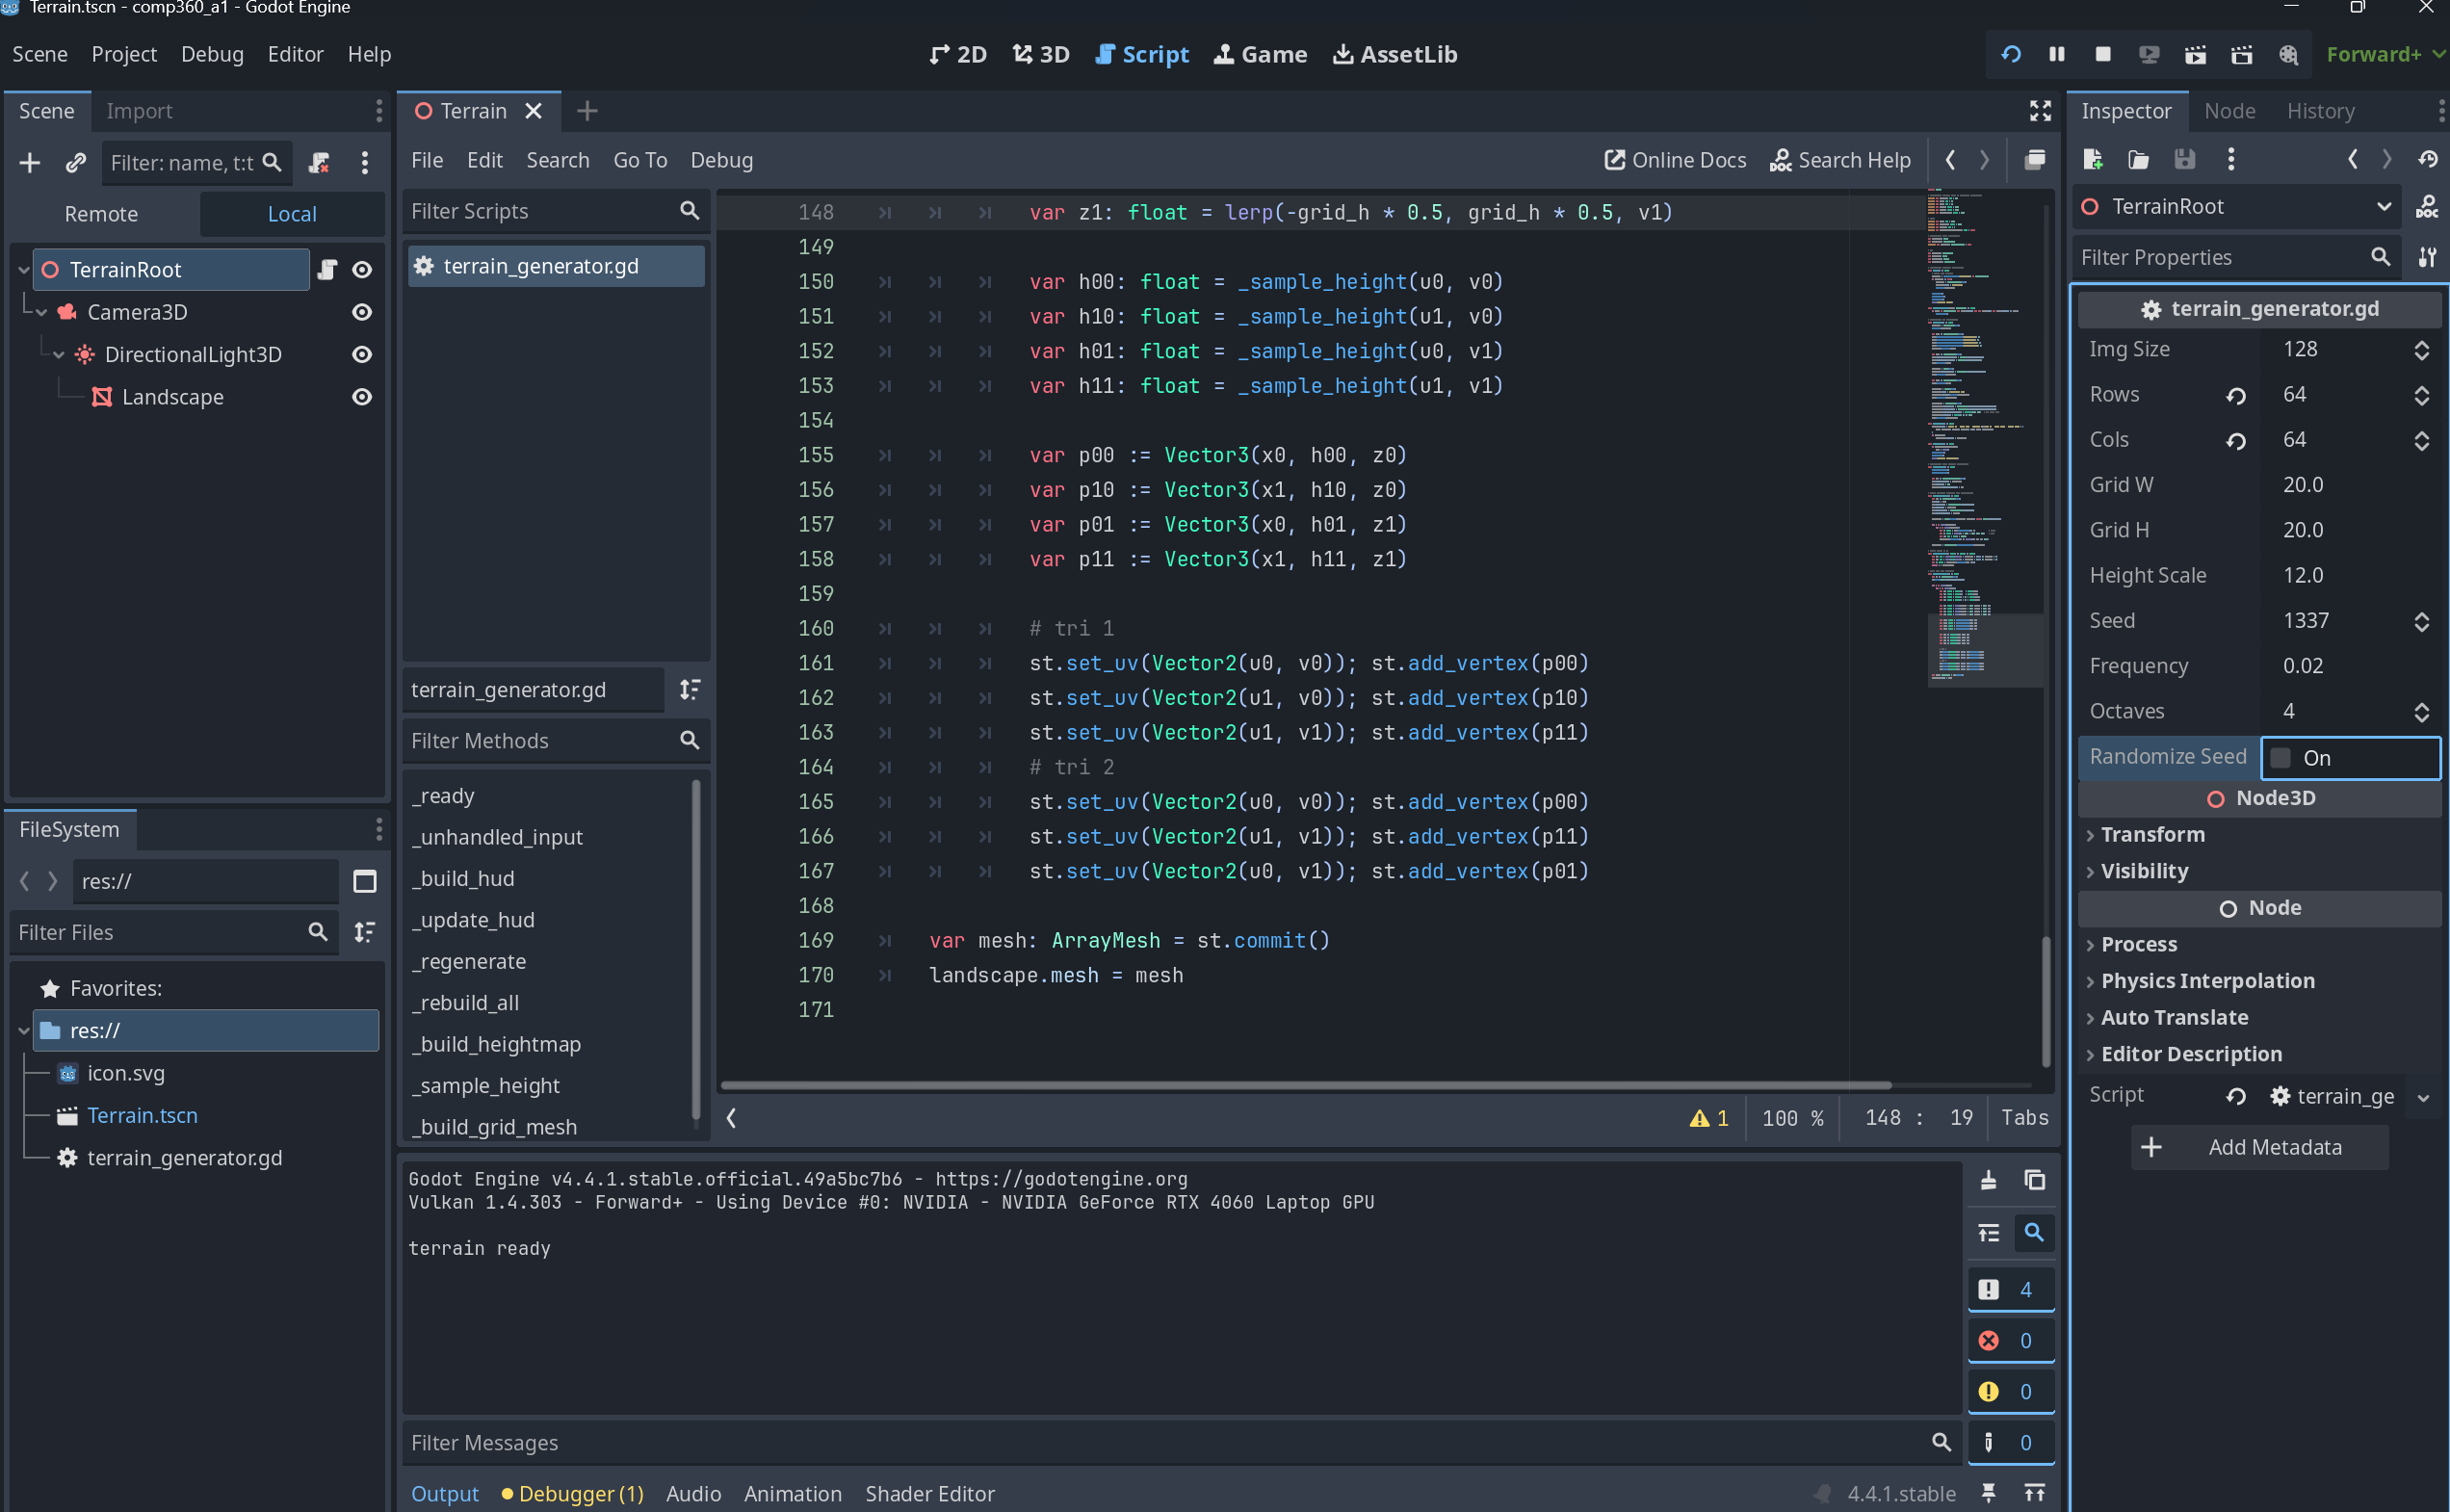 Terrain.tscn - comp360_a1 - Godot Engine
Scene Project Debug Editor Help
2D 3D Script Game AssetLib
Forward+
Scene Import
Filter: name, t:t
Remote Local
TerrainRoot
Camera3D
DirectionalLight3D
Landscape
FileSystem
res://
Filter Files
Favorites:
res://
icon.svg
Terrain.tscn
terrain_generator.gd
Terrain
File Edit Search Go To Debug
Online Docs Search Help
Filter Scripts
terrain_generator.gd
terrain_generator.gd
Filter Methods
_ready
_unhandled_input
_build_hud
_update_hud
_regenerate
_rebuild_all
_build_heightmap
_sample_height
_build_grid_mesh
148 var z1: float = lerp(-grid_h * 0.5, grid_h * 0.5, v1)
149
150 var h00: float = _sample_height(u0, v0)
151 var h10: float = _sample_height(u1, v0)
152 var h01: float = _sample_height(u0, v1)
153 var h11: float = _sample_height(u1, v1)
154
155 var p00 := Vector3(x0, h00, z0)
156 var p10 := Vector3(x1, h10, z0)
157 var p01 := Vector3(x0, h01, z1)
158 var p11 := Vector3(x1, h11, z1)
159
160 # tri 1
161 st.set_uv(Vector2(u0, v0)); st.add_vertex(p00)
162 st.set_uv(Vector2(u1, v0)); st.add_vertex(p10)
163 st.set_uv(Vector2(u1, v1)); st.add_vertex(p11)
164 # tri 2
165 st.set_uv(Vector2(u0, v0)); st.add_vertex(p00)
166 st.set_uv(Vector2(u1, v1)); st.add_vertex(p11)
167 st.set_uv(Vector2(u0, v1)); st.add_vertex(p01)
168
169 var mesh: ArrayMesh = st.commit()
170 landscape.mesh = mesh
171
1 100 % 148 : 19 Tabs
Godot Engine v4.4.1.stable.official.49a5bc7b6 - https://godotengine.org
Vulkan 1.4.303 - Forward+ - Using Device #0: NVIDIA - NVIDIA GeForce RTX 4060 Laptop GPU
terrain ready
4
0
0
0
Filter Messages
Output Debugger (1) Audio Animation Shader Editor
4.4.1.stable
Inspector Node History
TerrainRoot
DOC
Filter Properties
terrain_generator.gd
Img Size 128
Rows 64
Cols 64
Grid W 20.0
Grid H 20.0
Height Scale 12.0
Seed 1337
Frequency 0.02
Octaves 4
Randomize Seed On
Node3D
Transform
Visibility
Node
Process
Physics Interpolation
Auto Translate
Editor Description
Script terrain_ge
Add Metadata